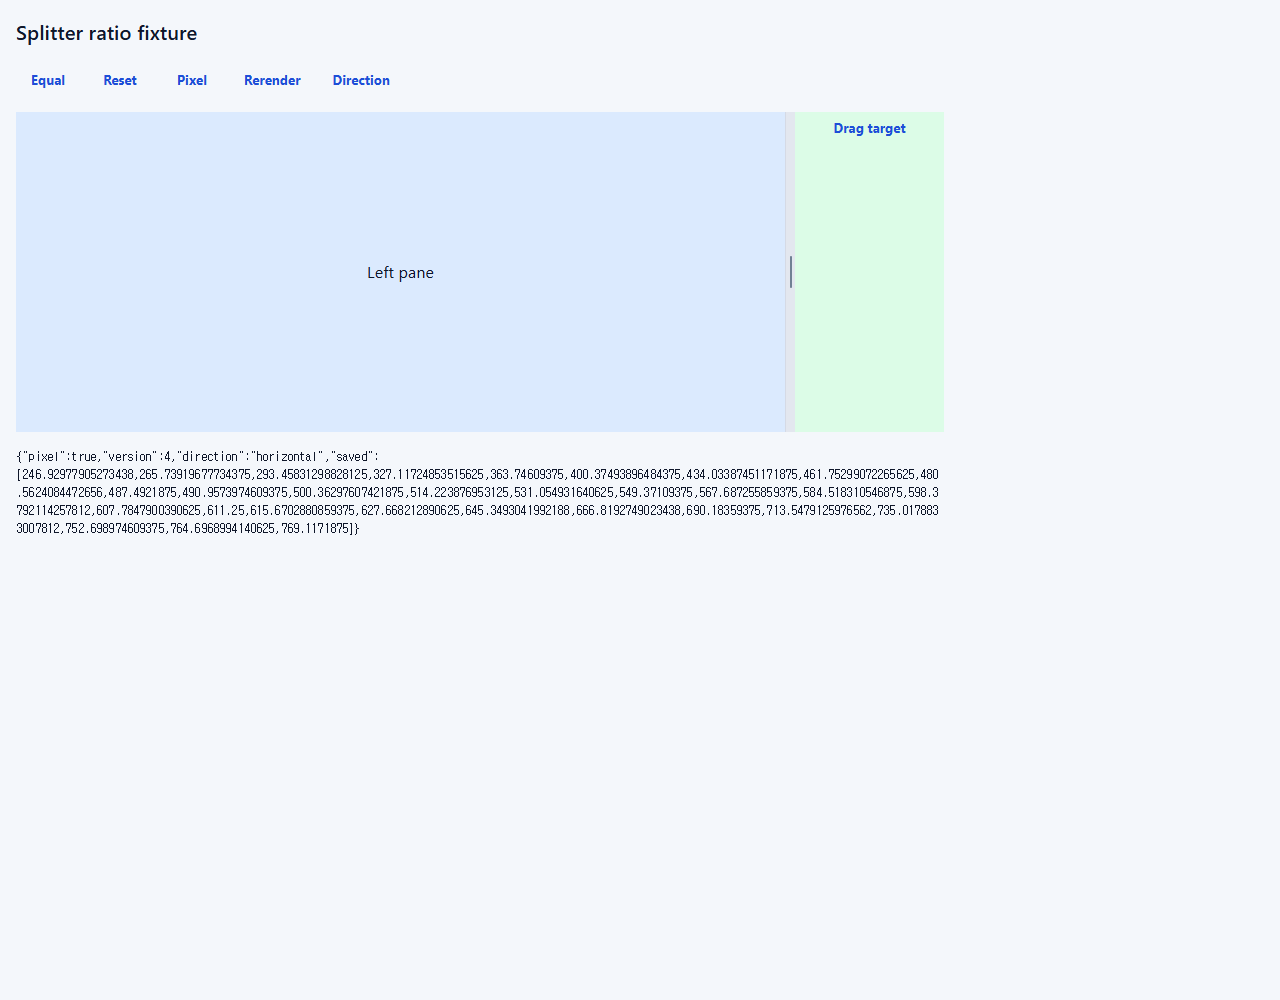 Splitter ratio fixture
Equal Reset Pixel Rerender Direction
Drag target
Left pane
{"pixel":true,"version":4,"direction":"horizontal","saved":
[246.92977905273438,265.73919677734375,293.45831298828125,327.11724853515625,363.74609375,400.37493896484375,434.03387451171875,461.75299072265625,480
.5624084472656,487.4921875,490.9573974609375,500.36297607421875,514.223876953125,531.054931640625,549.37109375,567.687255859375,584.518310546875,598.3
792114257812,607.7847900390625,611.25,615.6702880859375,627.668212890625,645.3493041992188,666.8192749023438,690.18359375,713.5479125976562,735.017883
3007812,752.698974609375,764.6968994140625,769.1171875]}